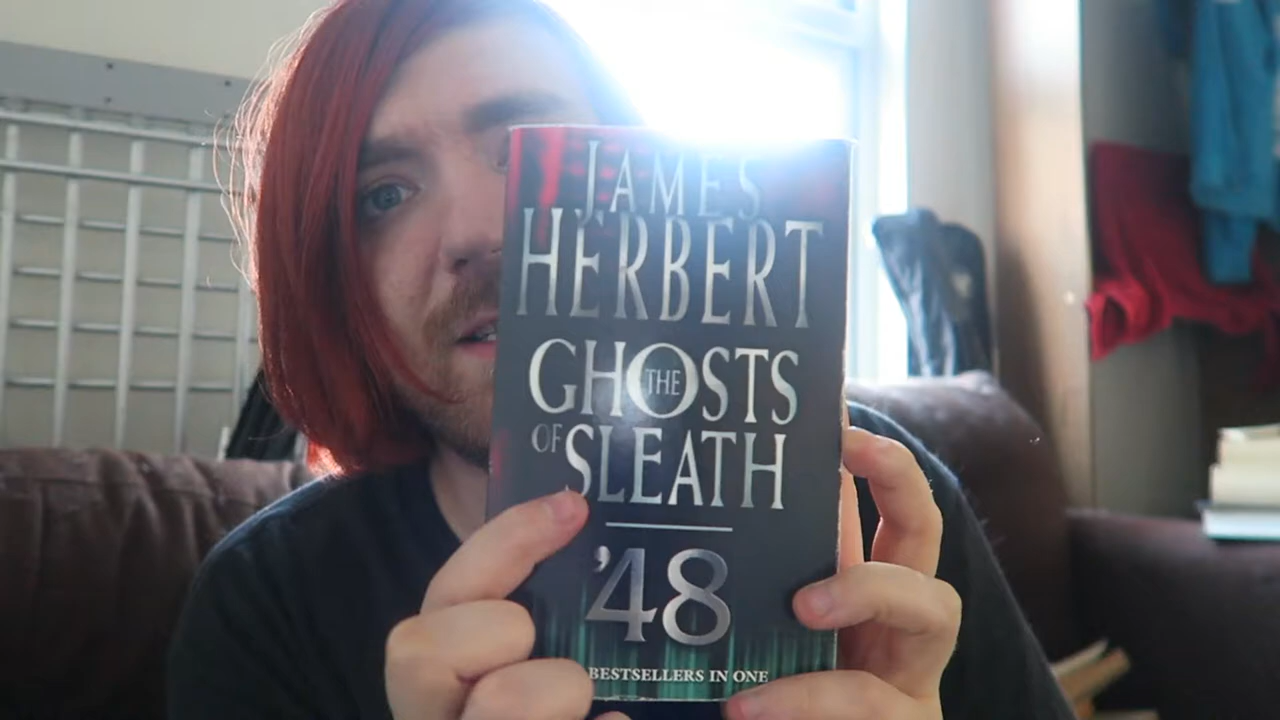 JAMES
HERBERT
THE
GHOSTS
OF SLEATH
'48
BESTSELLERS IN ONE